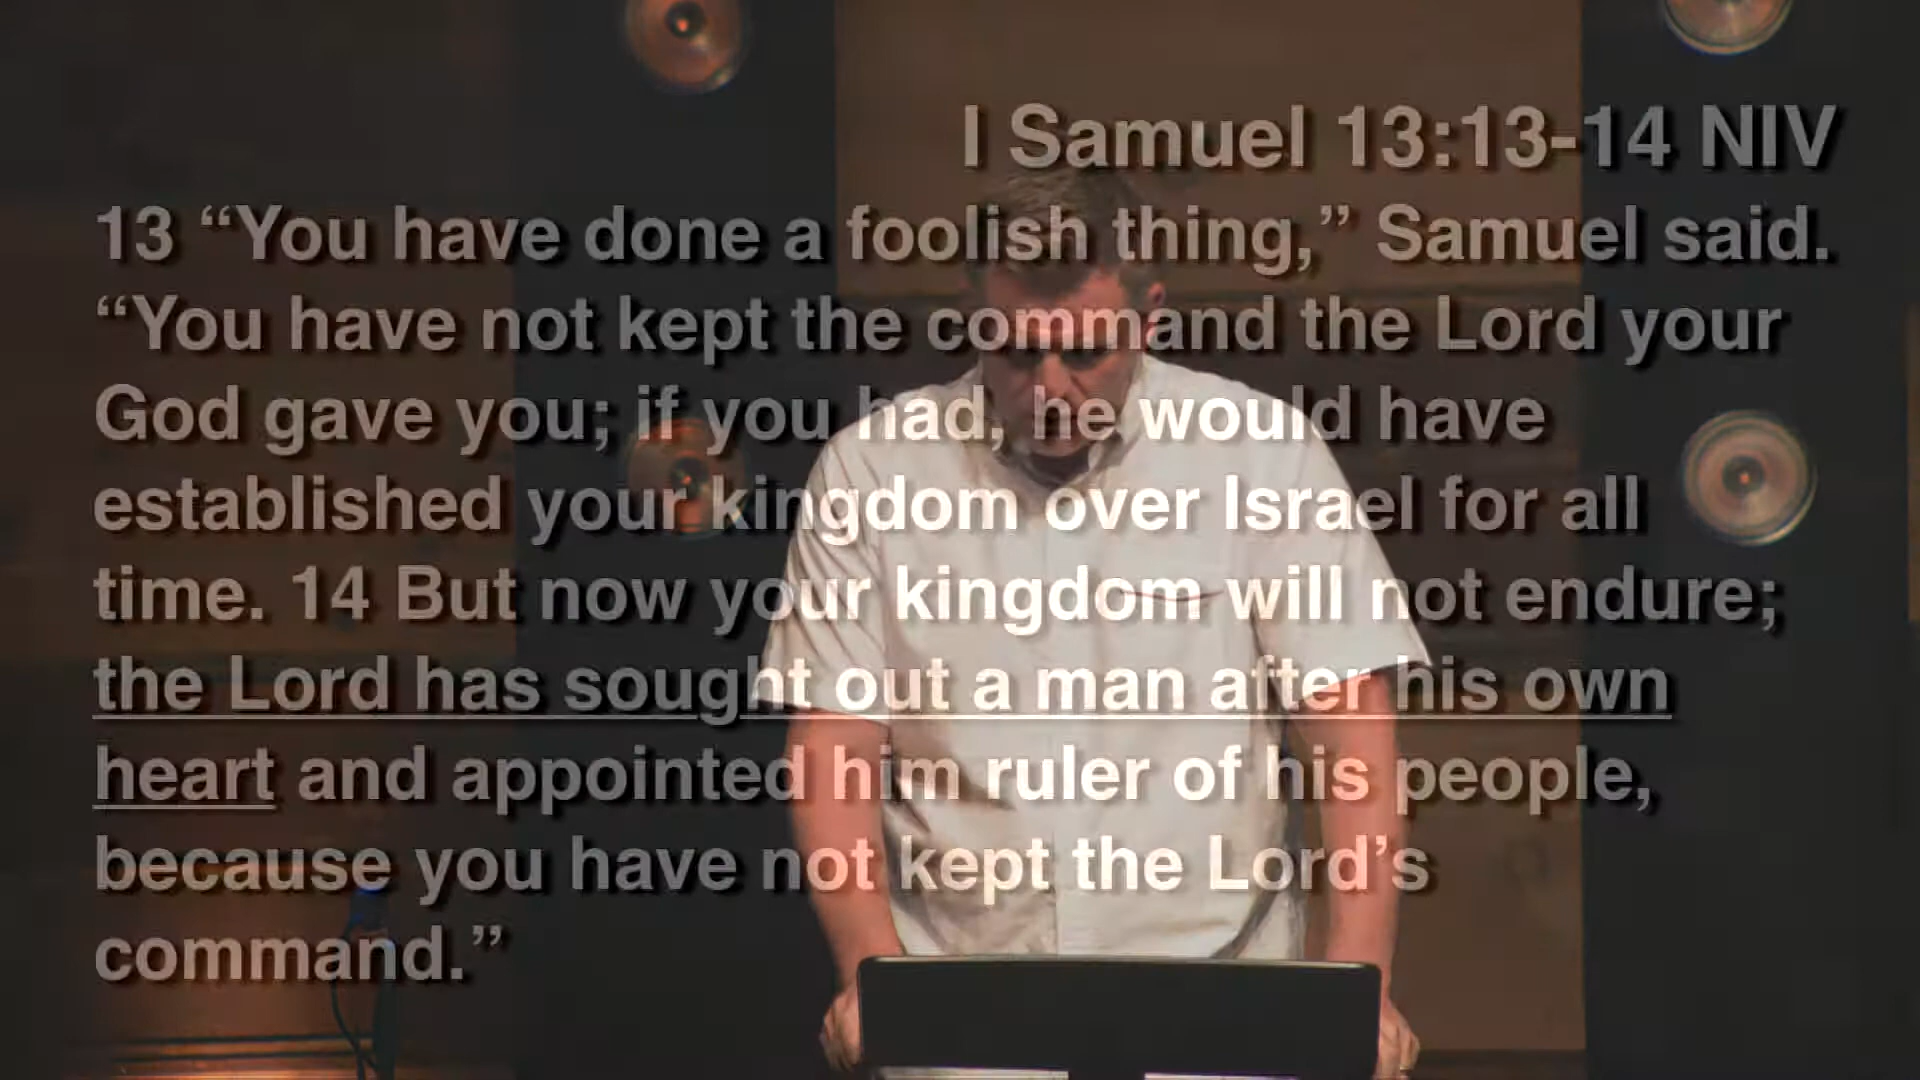 I Samuel 13:13-14 NIV
13 “You have done a foolish thing,” Samuel said.
“You have not kept the command the Lord your
God gave you; if you had, he would have
established your kingdom over Israel for all
time. 14 But now your kingdom will not endure;
the Lord has sought out a man after his own
heart and appointed him ruler of his people,
because you have not kept the Lord’s
command.”